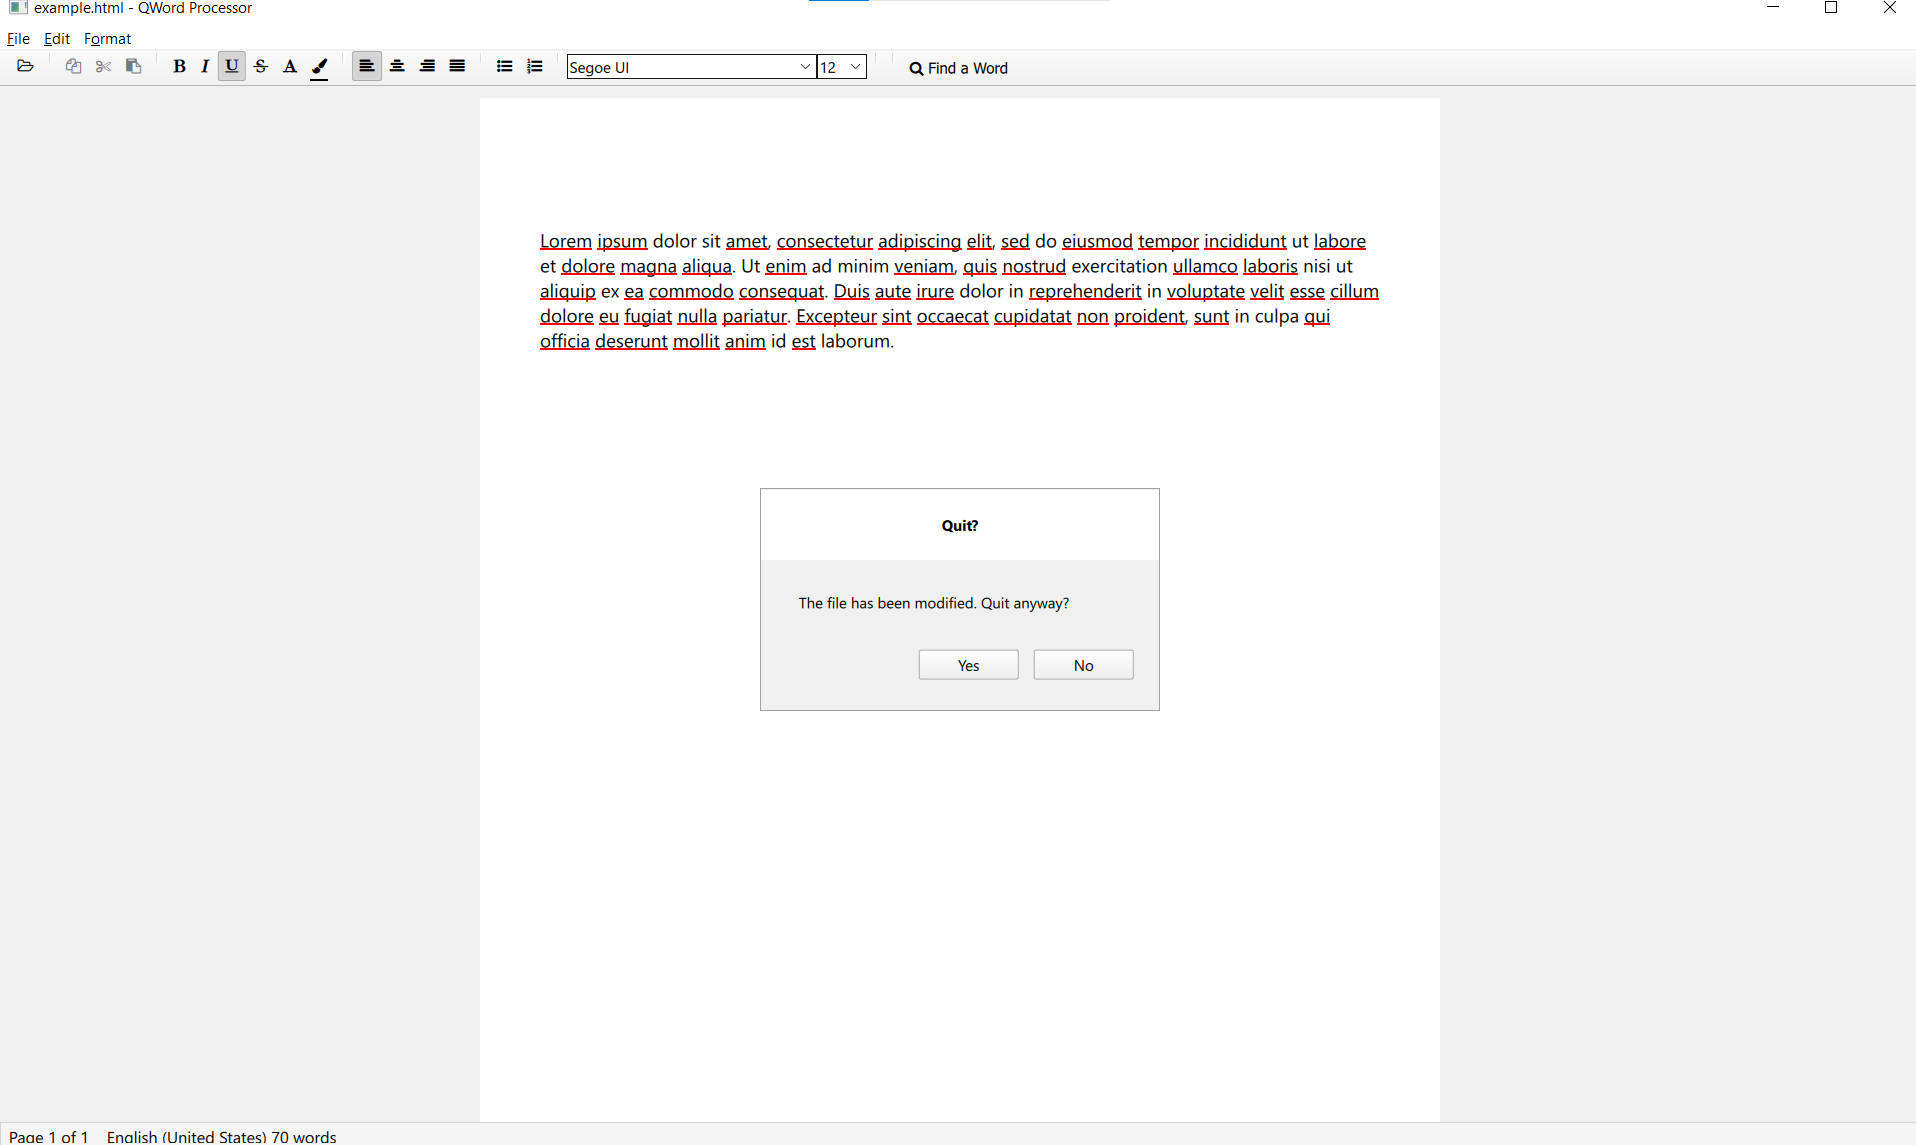 example.html - QWord Processor
File Edit Format
B I U S A Segoe UI 12 Find a Word
Lorem ipsum dolor sit amet, consectetur adipiscing elit, sed do eiusmod tempor incididunt ut labore
et dolore magna aliqua. Ut enim ad minim veniam, quis nostrud exercitation ullamco laboris nisi ut
aliquip ex ea commodo consequat. Duis aute irure dolor in reprehenderit in voluptate velit esse cillum
dolore eu fugiat nulla pariatur. Excepteur sint occaecat cupidatat non proident, sunt in culpa qui
officia deserunt mollit anim id est laborum.
Quit?
The file has been modified. Quit anyway?
Yes No
Page 1 of 1 English (United States) 70 words